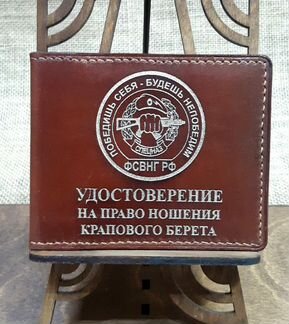 ПОБЕДИШЬ СЕБЯ - БУДЕШЬ НЕПОБЕДИМ
СПЕЦНАЗ
ФСВНГ РФ
УДОСТОВЕРЕНИЕ
НА ПРАВО НОШЕНИЯ
КРАПОВОГО БЕРЕТА